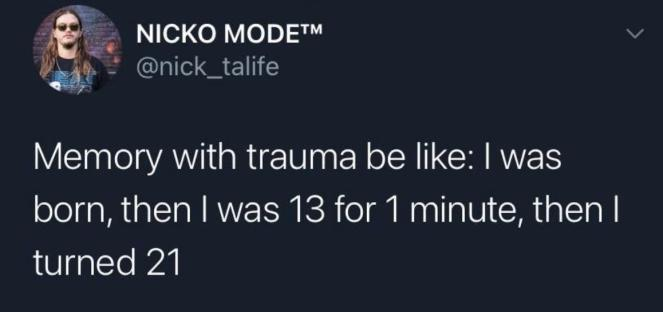 NICKO MODE™
@nick_talife
Memory with trauma be like: I was
born, then I was 13 for 1 minute, then I
turned 21